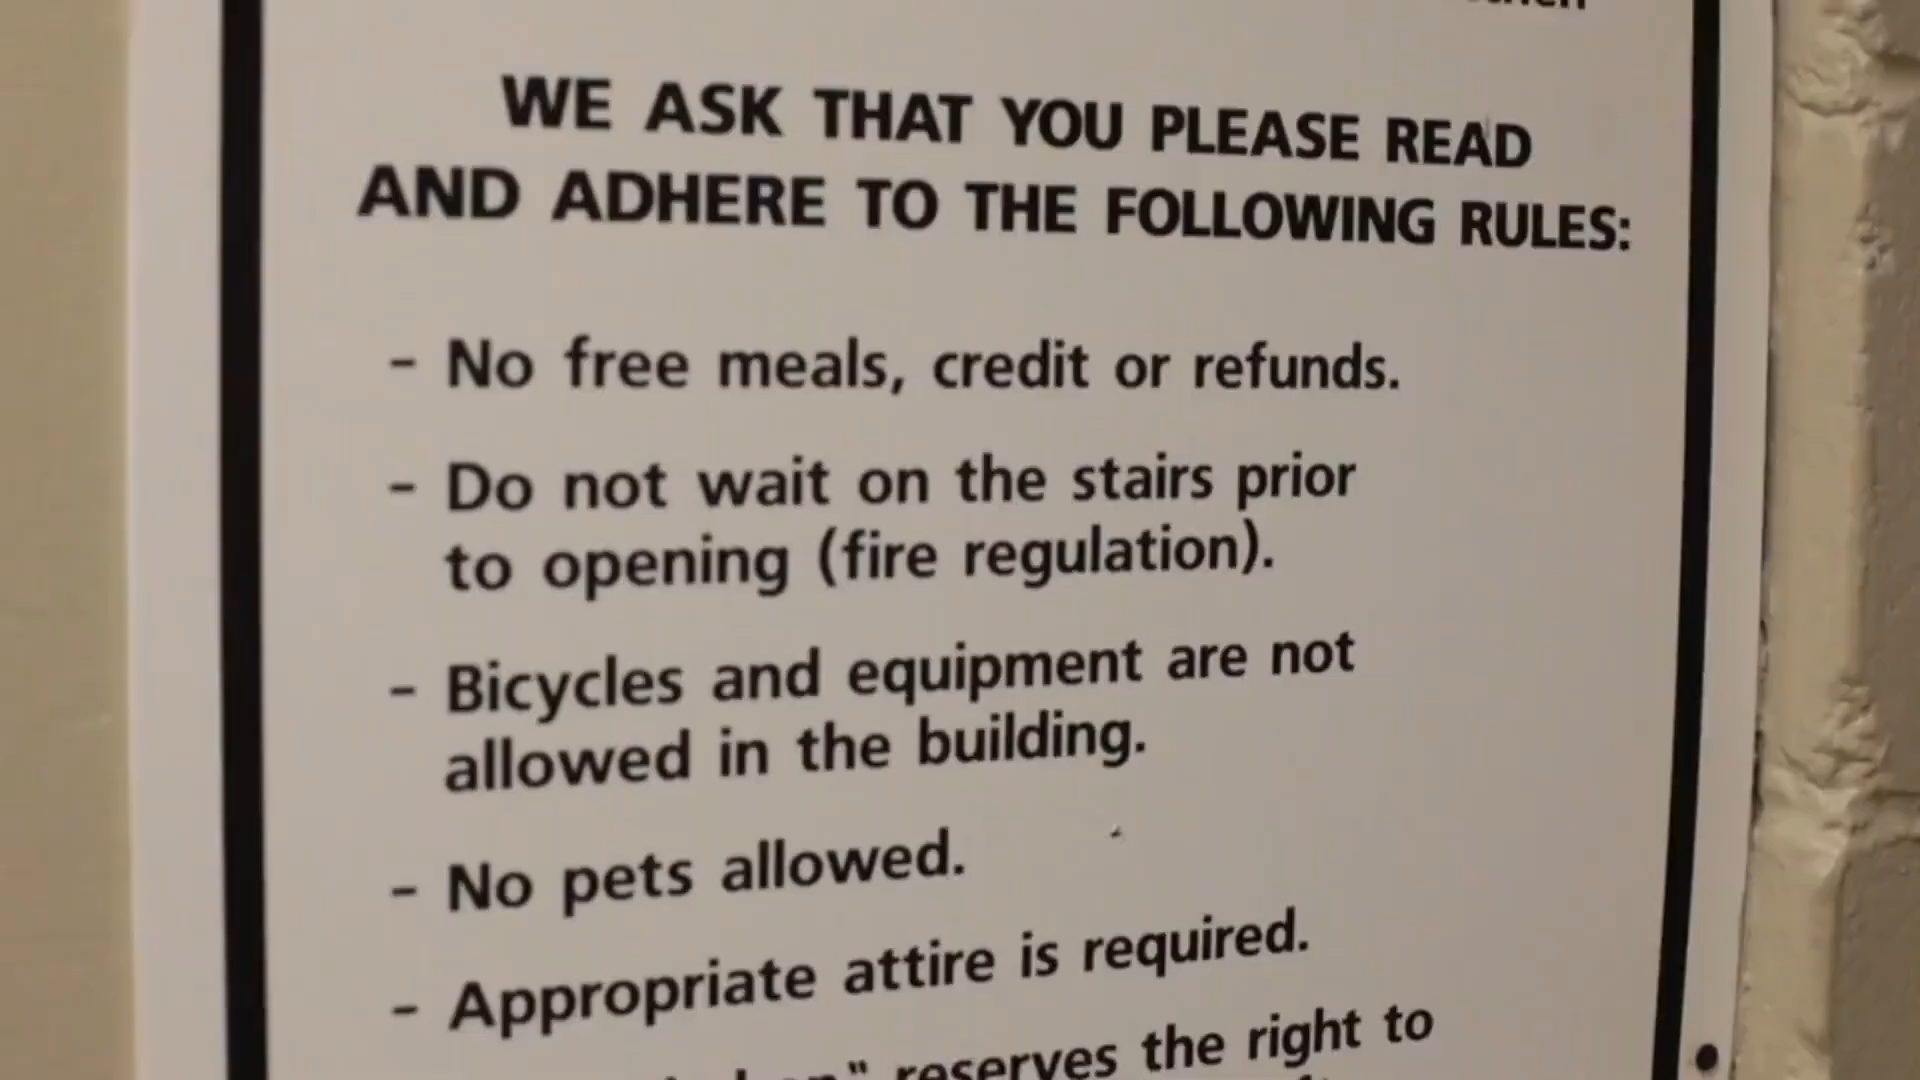 WE ASK THAT YOU PLEASE READ
AND ADHERE TO THE FOLLOWING RULES:
- No free meals, credit or refunds.
- Do not wait on the stairs prior
to opening (fire regulation).
- Bicycles and equipment are not
allowed in the building.
- No pets allowed.
- Appropriate attire is required.
" reserves the right to